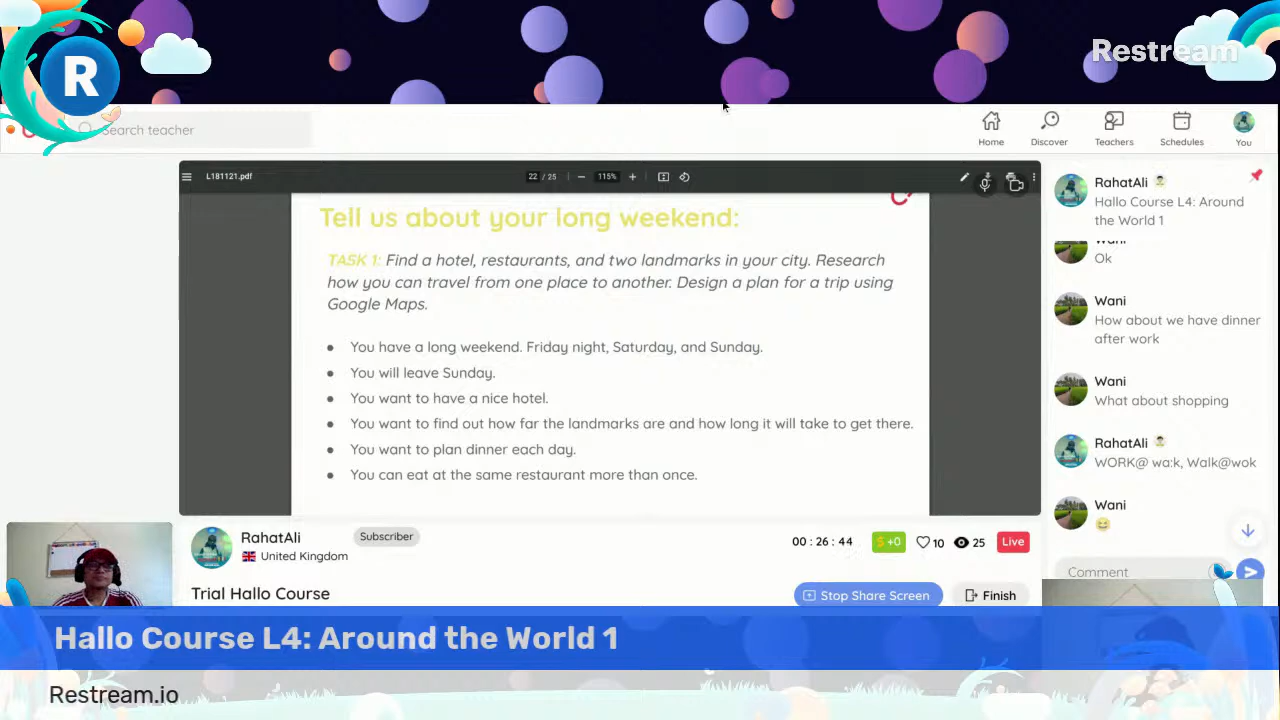 R
Restream
Search teacher
Home
Discover
Teachers
Schedules
You
L181121.pdf
22 / 25
115%
Tell us about your long weekend:
TASK 1: Find a hotel, restaurants, and two landmarks in your city. Research
how you can travel from one place to another. Design a plan for a trip using
Google Maps.
• You have a long weekend. Friday night, Saturday, and Sunday.
• You will leave Sunday.
• You want to have a nice hotel.
• You want to find out how far the landmarks are and how long it will take to get there.
• You want to plan dinner each day.
• You can eat at the same restaurant more than once.
RahatAli
Hallo Course L4: Around
the World 1
Wani
Ok
Wani
How about we have dinner
after work
Wani
What about shopping
RahatAli
WORK@ wa:k, Walk@wok
Wani
Comment
RahatAli
Subscriber
United Kingdom
00 : 26 : 44
$ +0
10
25
Live
Trial Hallo Course
Stop Share Screen
Finish
Hallo Course L4: Around the World 1
Restream.io